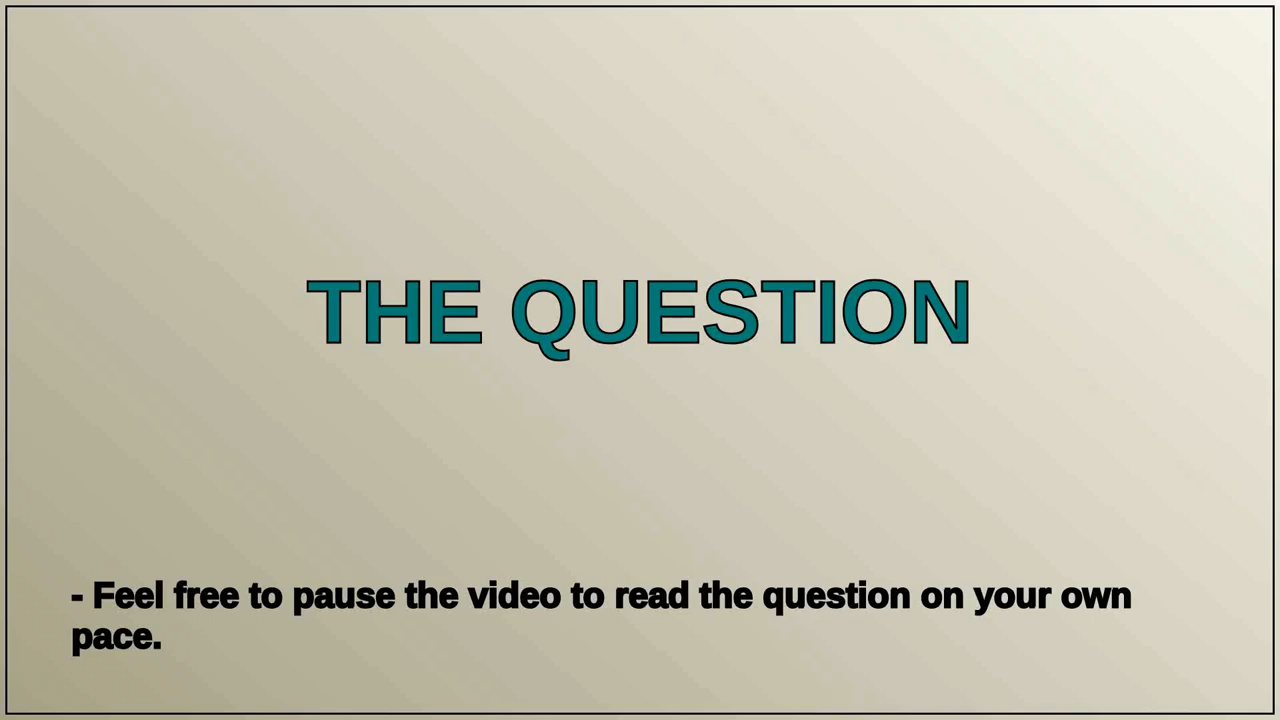 THE QUESTION
- Feel free to pause the video to read the question on your own
pace.